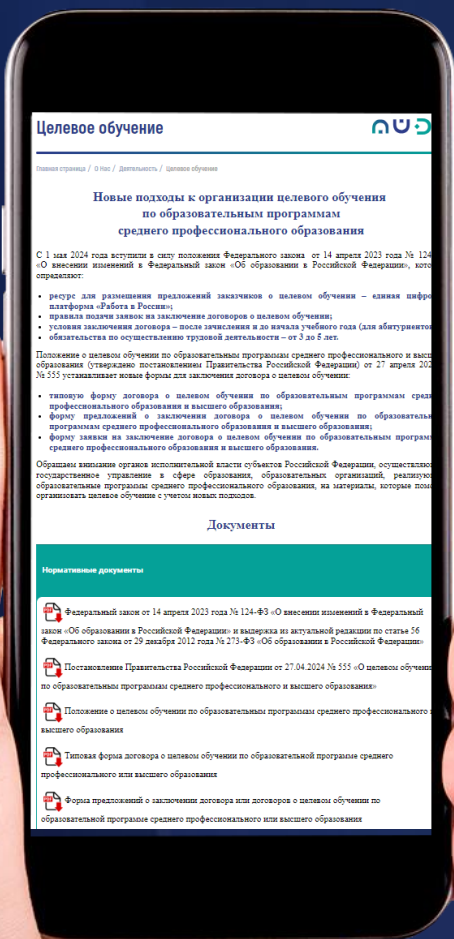 Целевое обучение
Главная страница / О Нас / Деятельность / Целевое обучение
Новые подходы к организации целевого обучения
по образовательным программам
среднего профессионального образования
С 1 мая 2024 года вступили в силу положения Федерального закона от 14 апреля 2023 года № 124
«О внесении изменений в Федеральный закон «Об образовании в Российской Федерации», кото
определяют:
• ресурс для размещения предложений заказчиков о целевом обучении – единая цифро
платформа «Работа в России»;
• правила подачи заявок на заключение договоров о целевом обучении;
• условия заключения договора – после зачисления и до начала учебного года (для абитуриентов
• обязательства по осуществлению трудовой деятельности – от 3 до 5 лет.
Положение о целевом обучении по образовательным программам среднего профессионального и высш
образования (утверждено постановлением Правительства Российской Федерации) от 27 апреля 202
№ 555 устанавливает новые формы для заключения договора о целевом обучении:
• типовую форму договора о целевом обучении по образовательным программам средн
профессионального образования и высшего образования;
• форму предложений о заключении договора о целевом обучении по образователь
программам среднего профессионального образования и высшего образования;
• форму заявки на заключение договора о целевом обучении по образовательным програм
среднего профессионального образования и высшего образования.
Обращаем внимание органов исполнительной власти субъектов Российской Федерации, осуществляю
государственное управление в сфере образования, образовательных организаций, реализую
образовательные программы среднего профессионального образования, на материалы, которые помо
организовать целевое обучение с учетом новых подходов.
Документы
Нормативные документы
Федеральный закон от 14 апреля 2023 года № 124-ФЗ «О внесении изменений в Федеральный
закон «Об образовании в Российской Федерации» и выдержка из актуальной редакции по статье 56
Федерального закона от 29 декабря 2012 года № 273-ФЗ «Об образовании в Российской Федерации»
Постановление Правительства Российской Федерации от 27.04.2024 № 555 «О целевом обучени
по образовательным программам среднего профессионального и высшего образования»
Положение о целевом обучении по образовательным программам среднего профессионального и
высшего образования
Типовая форма договора о целевом обучении по образовательной программе среднего
профессионального или высшего образования
Форма предложений о заключении договора или договоров о целевом обучении по
образовательной программе среднего профессионального или высшего образования